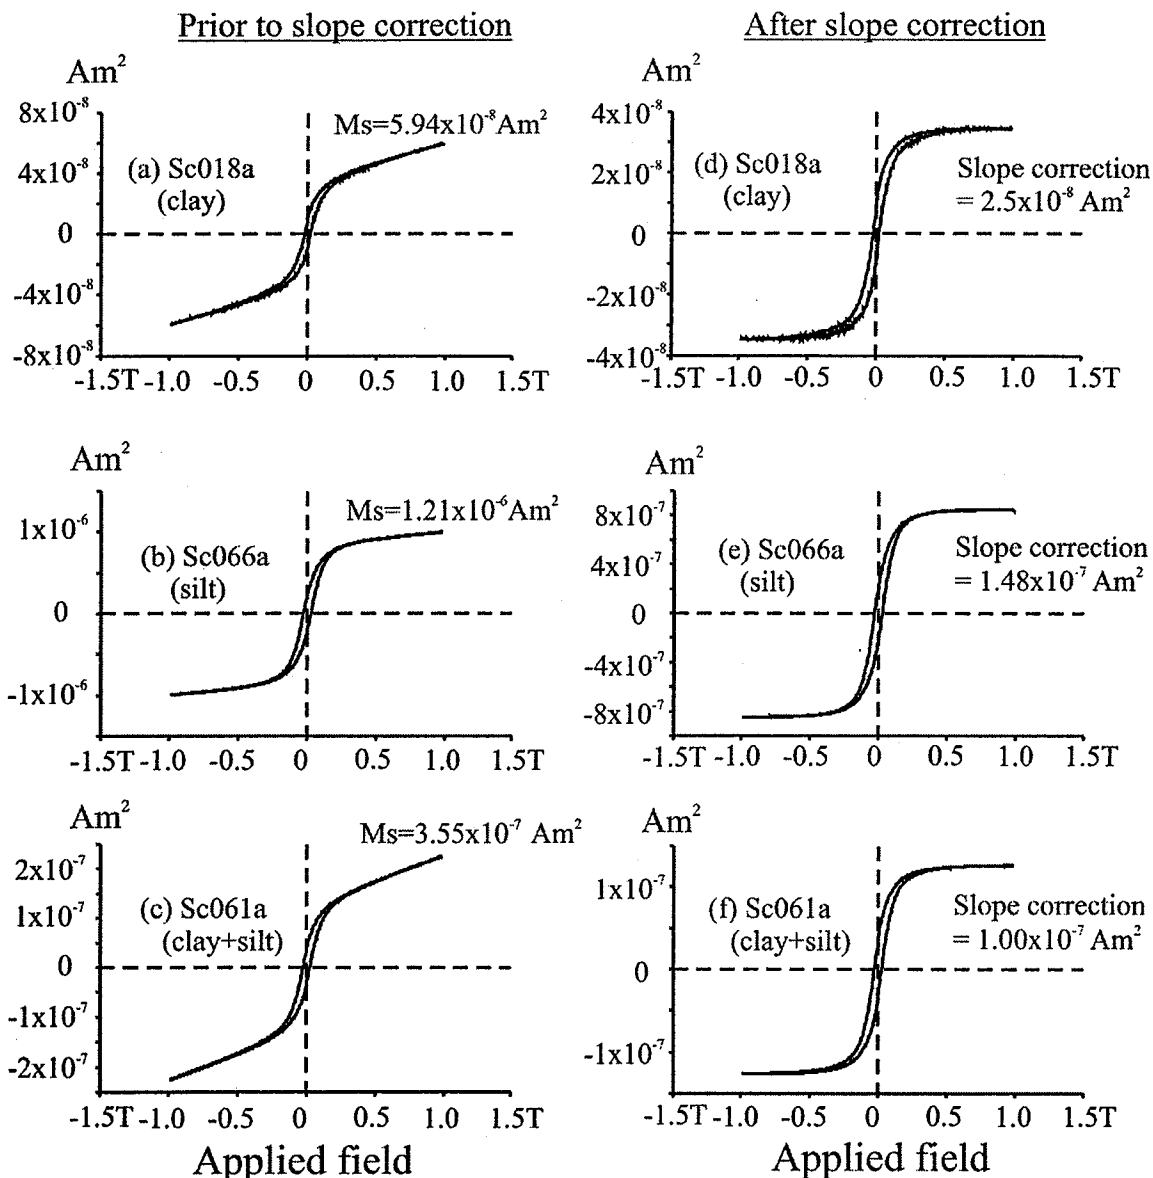 Prior to slope correction
After slope correction
Am²
8x10⁻⁸
4x10⁻⁸
0
-4x10⁻⁸
-8x10⁻⁸
Ms=5.94x10⁻⁸Am²
(a) Sc018a
(clay)
-1.5T -1.0 -0.5 0 0.5 1.0 1.5T
Am²
4x10⁻⁸
2x10⁻⁸
0
-2x10⁻⁸
-4x10⁻⁸
(d) Sc018a
(clay)
Slope correction
= 2.5x10⁻⁸ Am²
-1.5T -1.0 -0.5 0 0.5 1.0 1.5T
Am²
1x10⁻⁶
0
-1x10⁻⁶
Ms=1.21x10⁻⁶Am²
(b) Sc066a
(silt)
-1.5T -1.0 -0.5 0 0.5 1.0 1.5T
Am²
8x10⁻⁷
4x10⁻⁷
0
-4x10⁻⁷
-8x10⁻⁷
(e) Sc066a
(silt)
Slope correction
= 1.48x10⁻⁷ Am²
-1.5T -1.0 -0.5 0 0.5 1.0 1.5T
Am²
2x10⁻⁷
1x10⁻⁷
0
-1x10⁻⁷
-2x10⁻⁷
Ms=3.55x10⁻⁷ Am²
(c) Sc061a
(clay+silt)
-1.5T -1.0 -0.5 0 0.5 1.0 1.5T
Applied field
Am²
1x10⁻⁷
0
-1x10⁻⁷
(f) Sc061a
(clay+silt)
Slope correction
= 1.00x10⁻⁷ Am²
-1.5T -1.0 -0.5 0 0.5 1.0 1.5T
Applied field